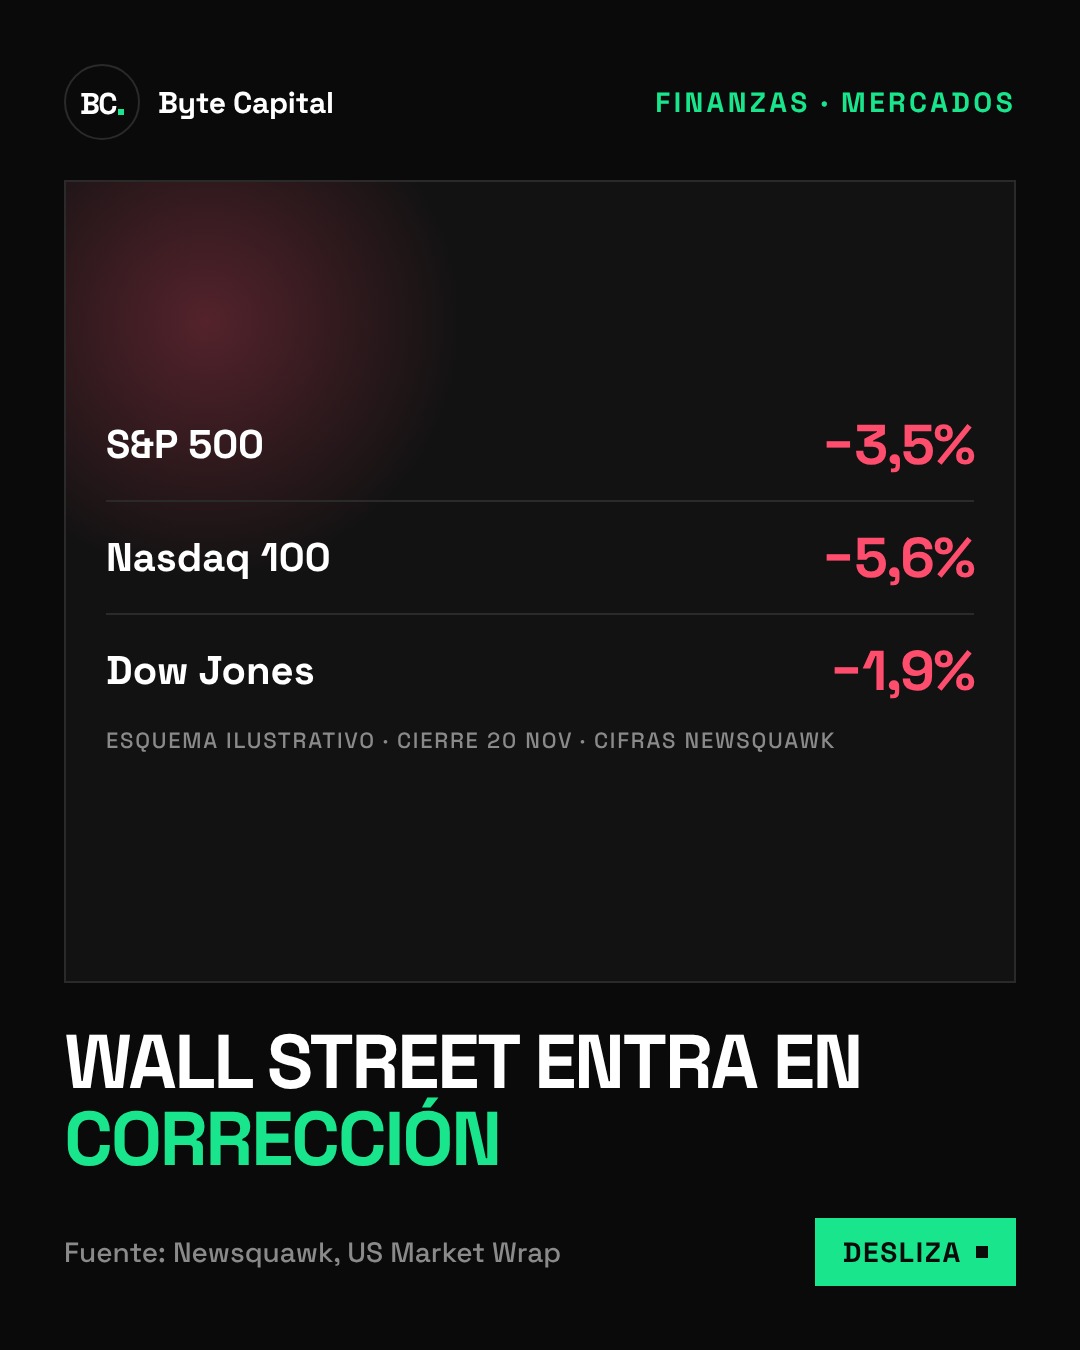 BC.
Byte Capital
FINANZAS · MERCADOS
S&P 500
−3,5%
Nasdaq 100
−5,6%
Dow Jones
−1,9%
ESQUEMA ILUSTRATIVO · CIERRE 20 NOV · CIFRAS NEWSQUAWK
WALL STREET ENTRA EN
CORRECCIÓN
Fuente: Newsquawk, US Market Wrap
DESLIZA